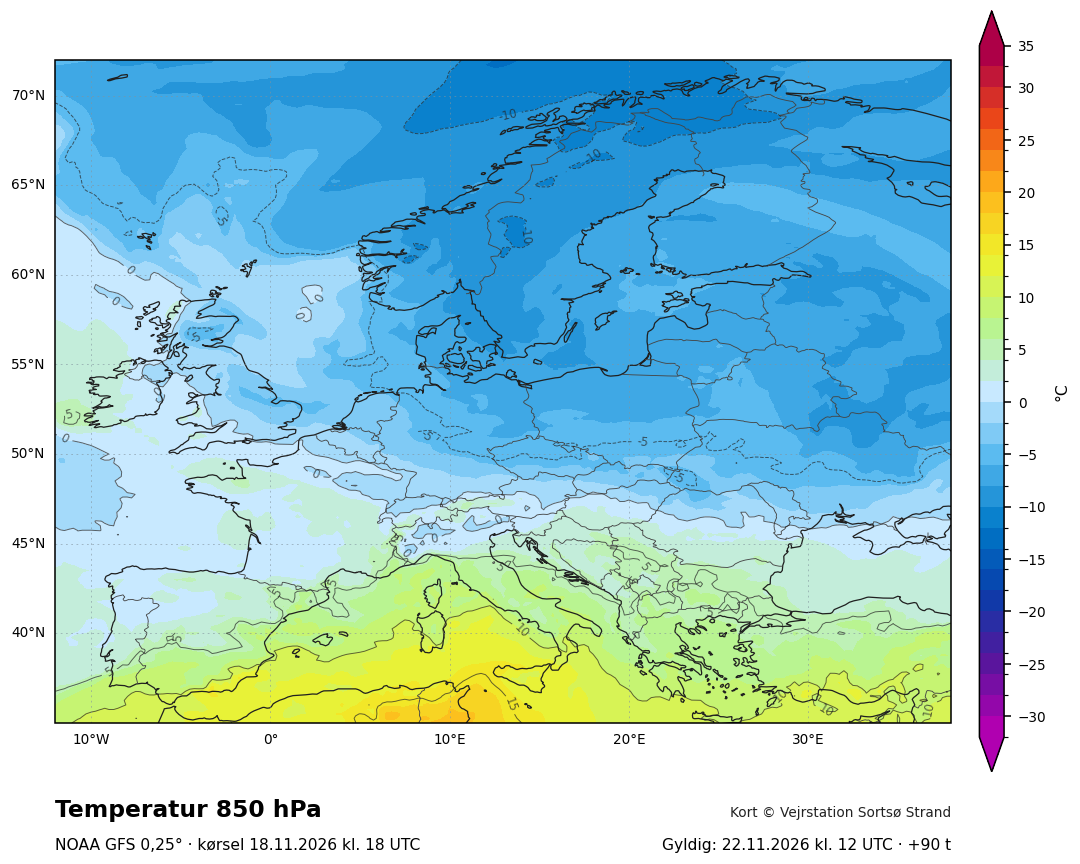 70°N
65°N
60°N
55°N
50°N
45°N
40°N
10°W 0° 10°E 20°E 30°E
35
30
25
20
15
10
5
0
−5
−10
−15
−20
−25
−30
°C
Temperatur 850 hPa
Kort © Vejrstation Sortsø Strand
NOAA GFS 0,25° · kørsel 18.11.2026 kl. 18 UTC
Gyldig: 22.11.2026 kl. 12 UTC · +90 t